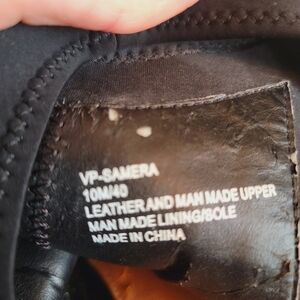 VP-SAMERA
10M/40
LEATHER AND MAN MADE UPPER
MAN MADE LINING/SOLE
MADE IN CHINA